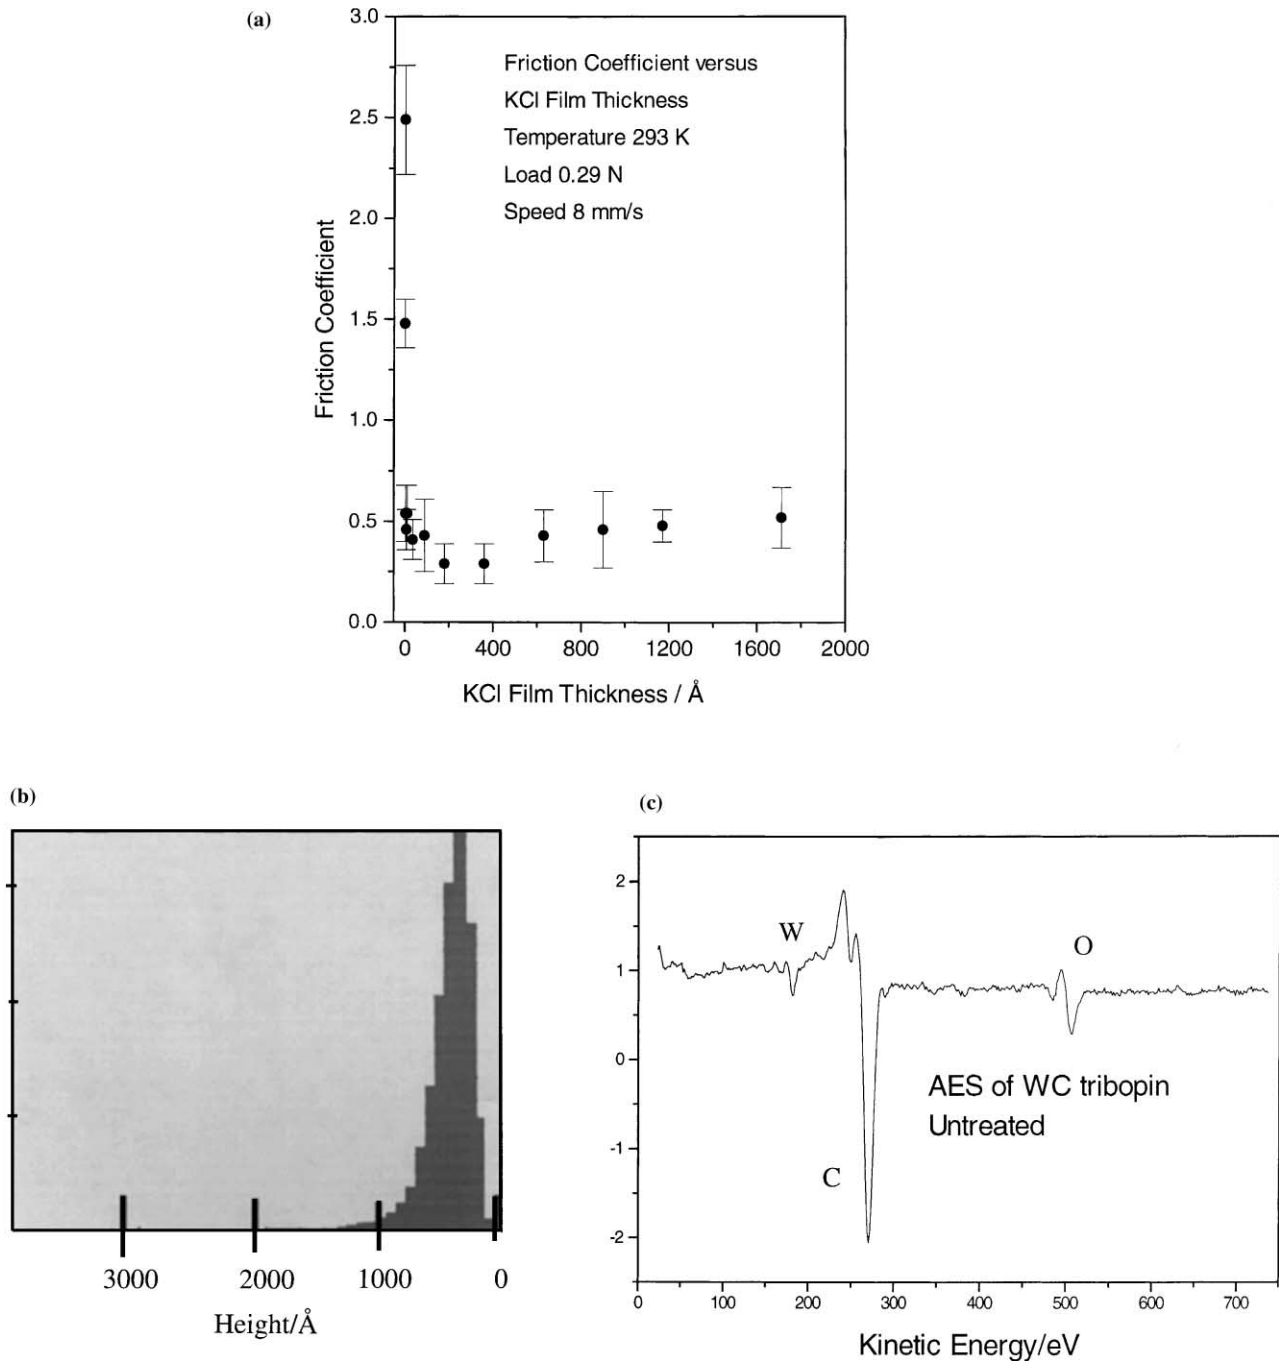 (a)
3.0
2.5
2.0
1.5
1.0
0.5
0.0
Friction Coefficient
Friction Coefficient versus
KCl Film Thickness
Temperature 293 K
Load 0.29 N
Speed 8 mm/s
0 400 800 1200 1600 2000
KCl Film Thickness / Å
(b)
3000 2000 1000 0
Height/Å
(c)
2
1
0
-1
-2
W
C
O
AES of WC tribopin
Untreated
0 100 200 300 400 500 600 700
Kinetic Energy/eV